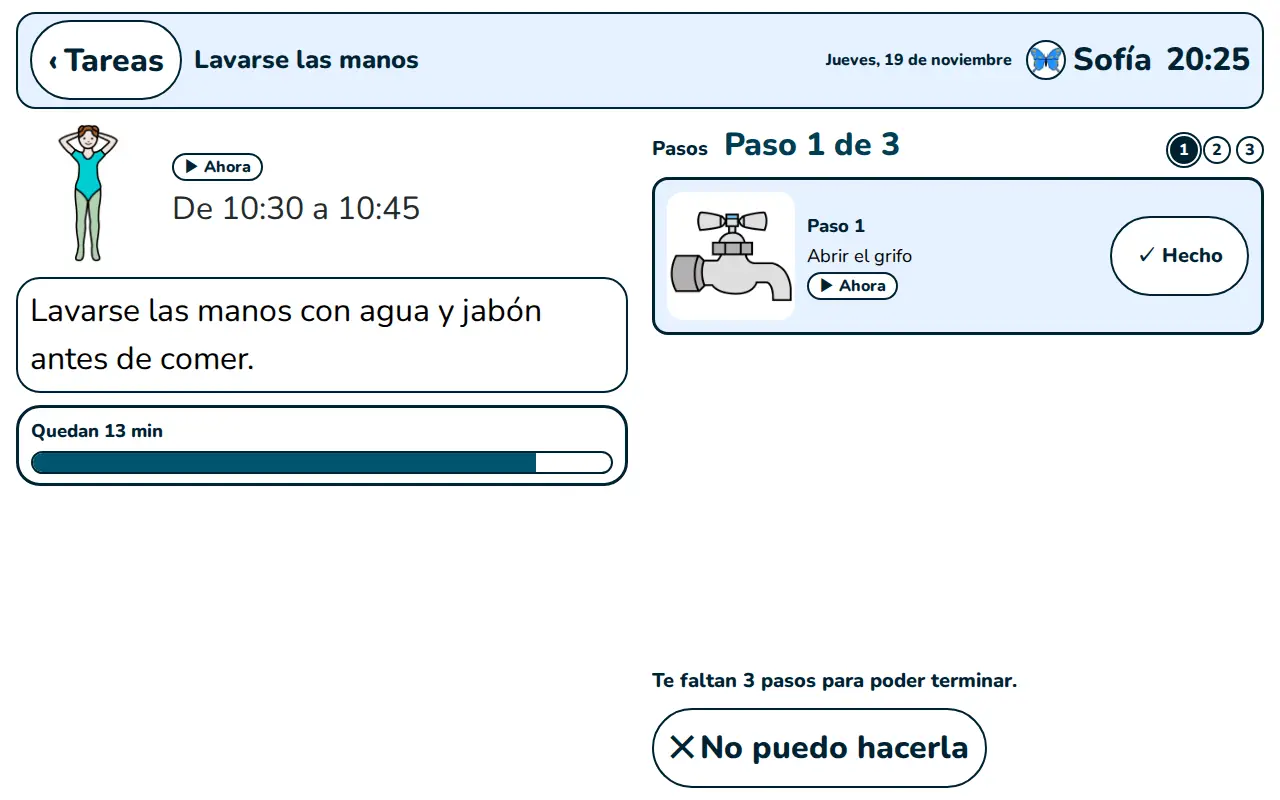 ‹ Tareas
Lavarse las manos
Jueves, 19 de noviembre
Sofía
20:25
▶ Ahora
De 10:30 a 10:45
Lavarse las manos con agua y jabón
antes de comer.
Quedan 13 min
Pasos
Paso 1 de 3
1 2 3
Paso 1
Abrir el grifo
▶ Ahora
✓ Hecho
Te faltan 3 pasos para poder terminar.
✕ No puedo hacerla